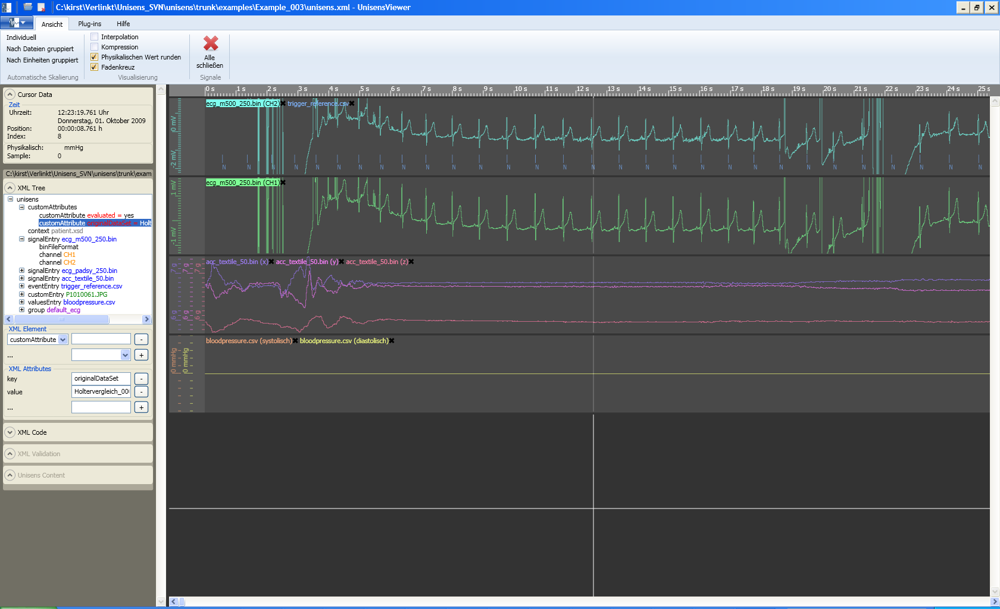 C:\kirst\Verlinkt\Unisens_SVN\unisens\trunk\examples\Example_003\unisens.xml - UnisensViewer
Ansicht Plug-ins Hilfe
Individuell
Nach Dateien gruppiert
Nach Einheiten gruppiert
Automatische Skalierung
Interpolation
Kompression
Physikalischen Wert runden
Fadenkreuz
Visualisierung
Alle
schließen
Signale
Cursor Data
Zeit
Uhrzeit: 12:23:19.761 Uhr
Donnerstag, 01. Oktober 2009
Position: 00:00:08.761 h
Index: 8
Physikalisch: mmHg
Sample: 0
C:\kirst\Verlinkt\Unisens_SVN\unisens\trunk\exam
XML Tree
unisens
customAttributes
customAttribute evaluated = yes
customAttribute originalDataSet = Holt
context patient.xsd
signalEntry ecg_m500_250.bin
binFileFormat
channel CH1
channel CH2
signalEntry ecg_padsy_250.bin
signalEntry acc_textile_50.bin
eventEntry trigger_reference.csv
customEntry P1010061.JPG
valuesEntry bloodpressure.csv
group default_ecg
XML Element
customAttribute -
... +
XML Attributes
key originalDataSet -
value Holtervergleich_00 -
... +
XML Code
XML Validation
Unisens Content
0 s 1 s 2 s 3 s 4 s 5 s 6 s 7 s 8 s 9 s 10 s 11 s 12 s 13 s 14 s 15 s 16 s 17 s 18 s 19 s 20 s 21 s 22 s 23 s 24 s 25 s
ecg_m500_250.bin (CH2) trigger_reference.csv
0 mV
-2 mV
N N N N N N N N N N N N N N N N N N N N N N N N N N N N N N
ecg_m500_250.bin (CH1)
1 mV
-1 mV
acc_textile_50.bin (x) acc_textile_50.bin (y) acc_textile_50.bin (z)
7 g 7 g 7 g
6 g 6 g 6 g
bloodpressure.csv (systolisch) bloodpressure.csv (diastolisch)
0 mmHg 0 mmHg